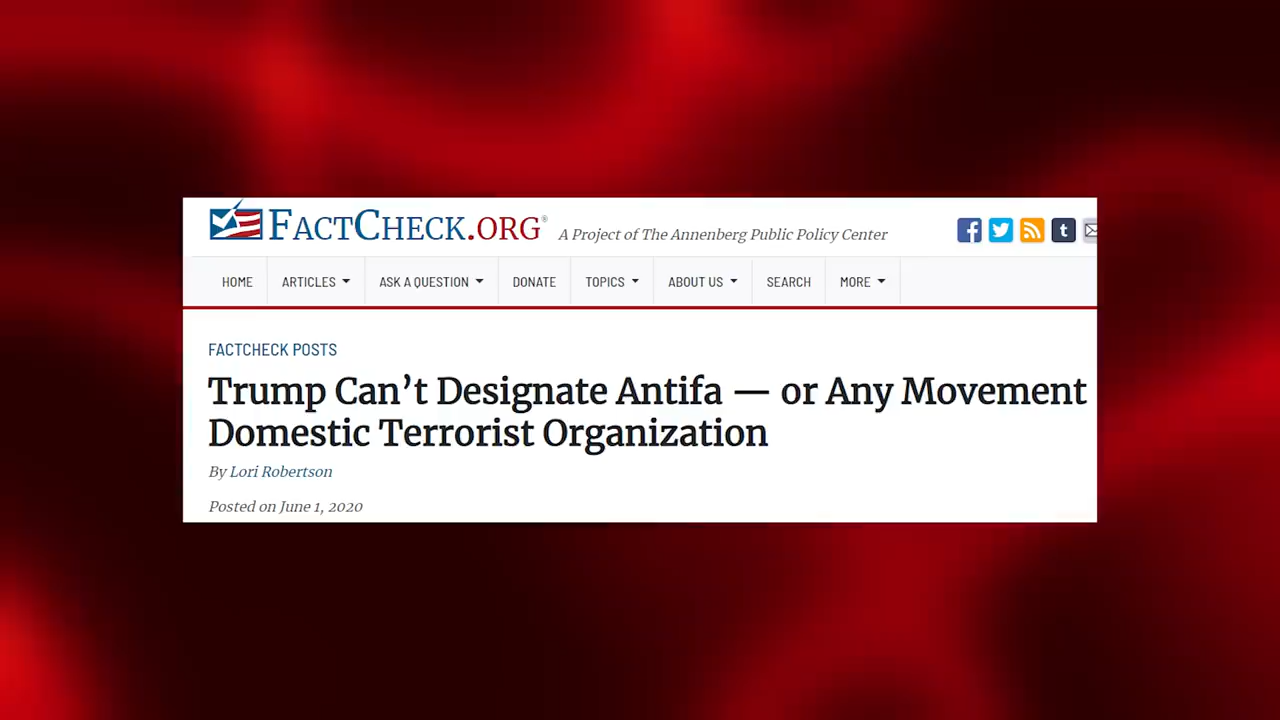 FACTCHECK.ORG® A Project of The Annenberg Public Policy Center
HOME ARTICLES ASK A QUESTION DONATE TOPICS ABOUT US SEARCH MORE
FACTCHECK POSTS
Trump Can’t Designate Antifa — or Any Movement
Domestic Terrorist Organization
By Lori Robertson
Posted on June 1, 2020